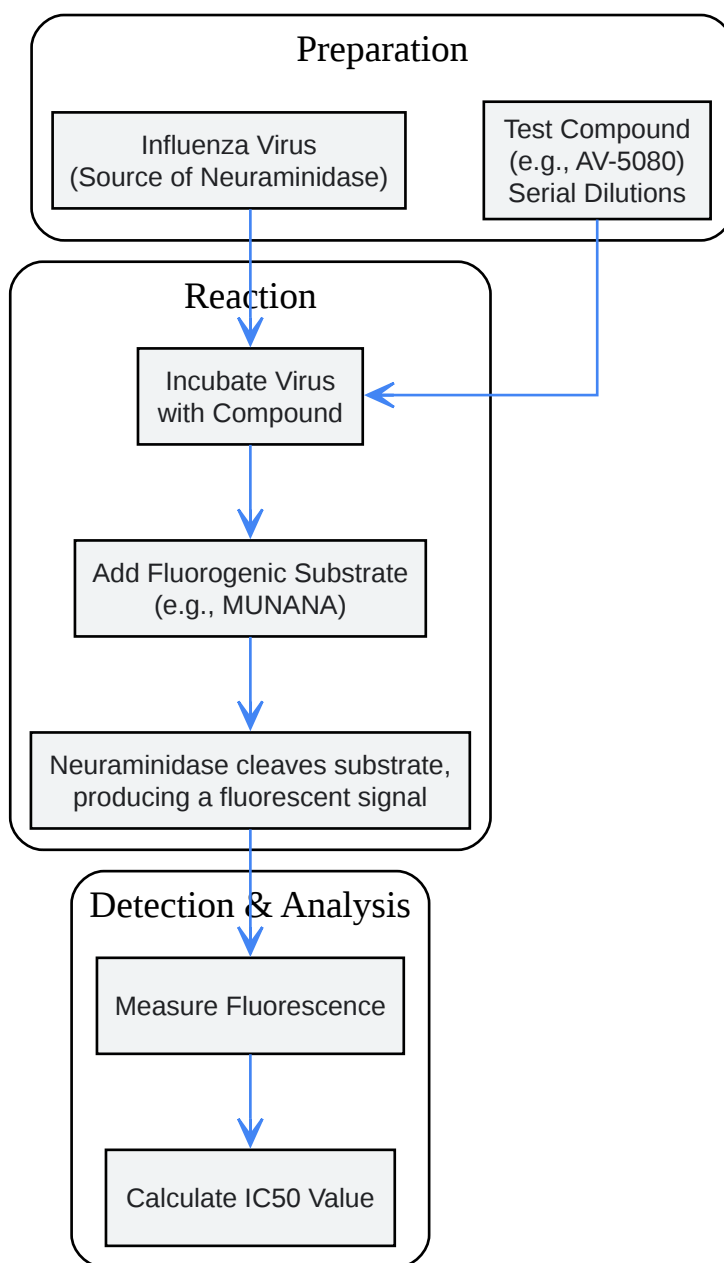 Preparation
Influenza Virus
(Source of Neuraminidase)
Test Compound
(e.g., AV-5080)
Serial Dilutions
Reaction
Incubate Virus
with Compound
Add Fluorogenic Substrate
(e.g., MUNANA)
Neuraminidase cleaves substrate,
producing a fluorescent signal
Detection & Analysis
Measure Fluorescence
Calculate IC50 Value